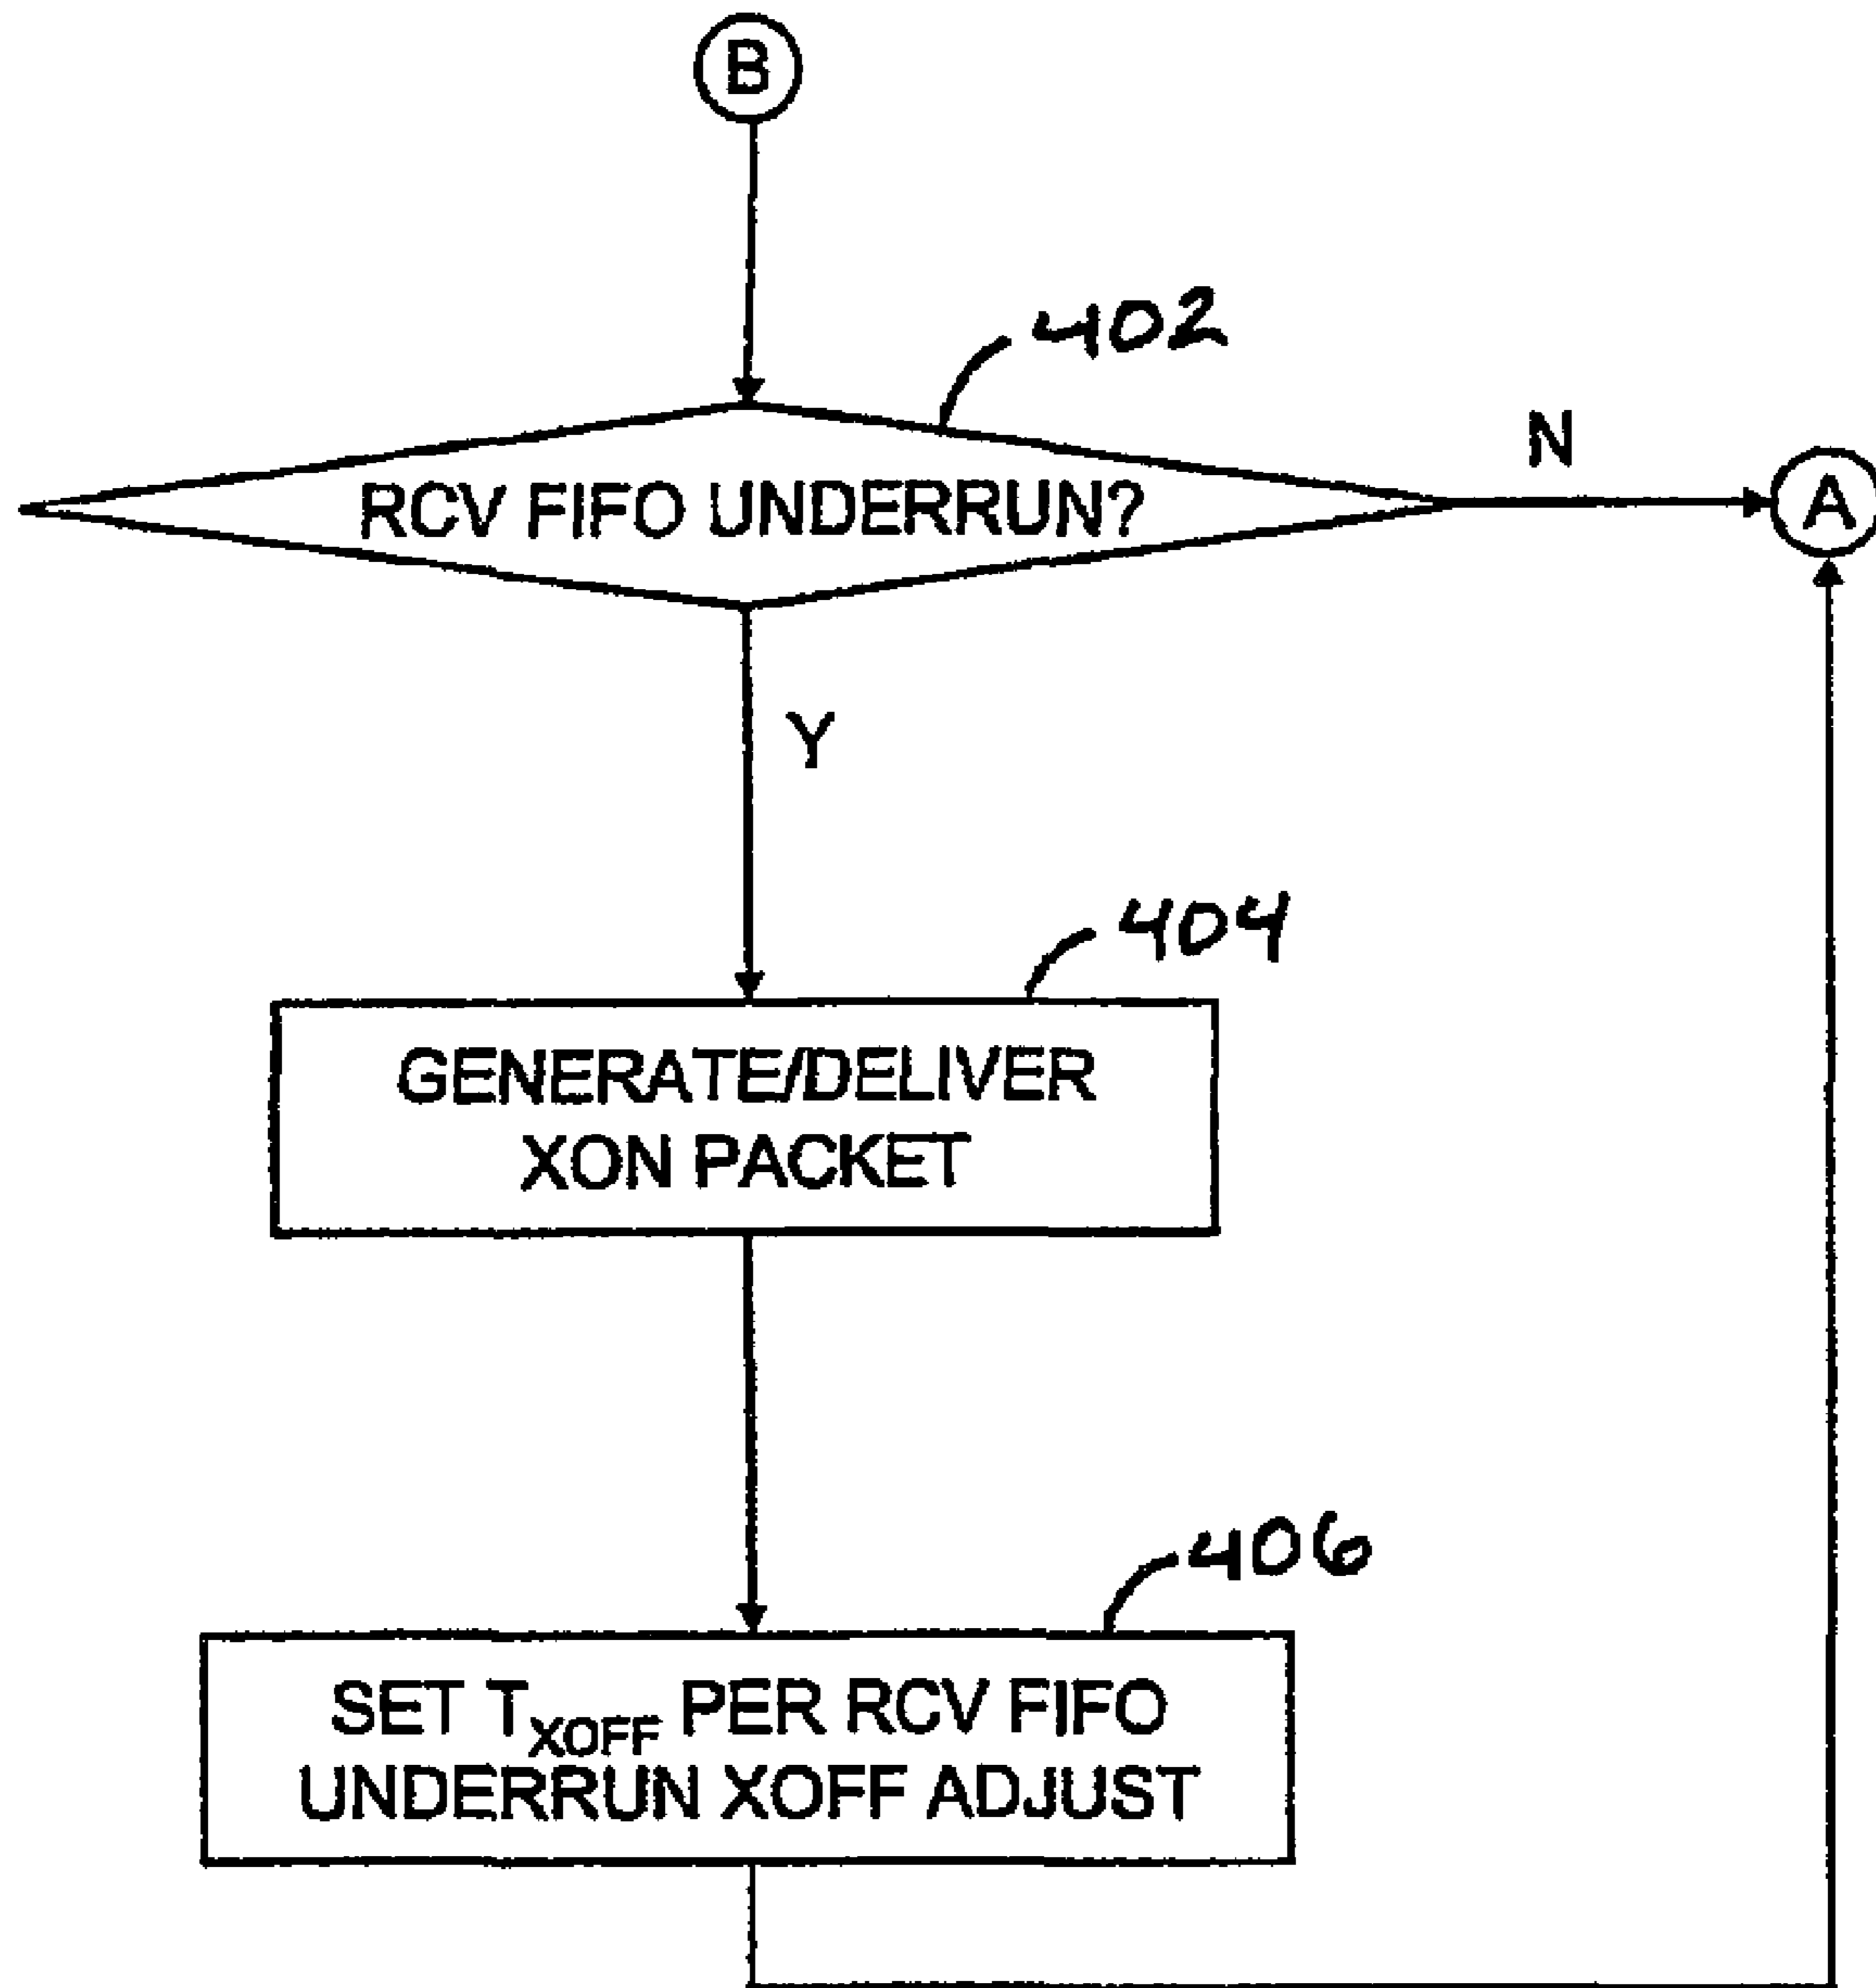 B
402
RCV FIFO UNDERRUN?
N
A
Y
404
GENERATE/DELIVER
XON PACKET
406
SET TXOFF PER RCV FIFO
UNDERRUN XOFF ADJUST